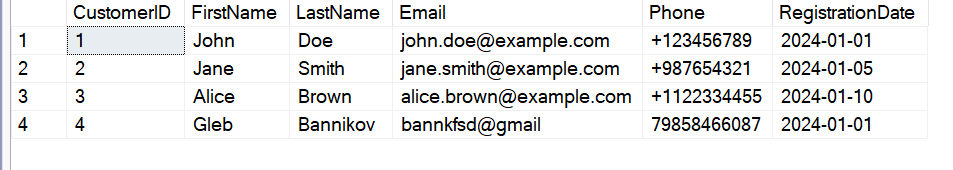 CustomerID FirstName LastName Email Phone RegistrationDate
1 1 John Doe john.doe@example.com +123456789 2024-01-01
2 2 Jane Smith jane.smith@example.com +987654321 2024-01-05
3 3 Alice Brown alice.brown@example.com +1122334455 2024-01-10
4 4 Gleb Bannikov bannkfsd@gmail 79858466087 2024-01-01